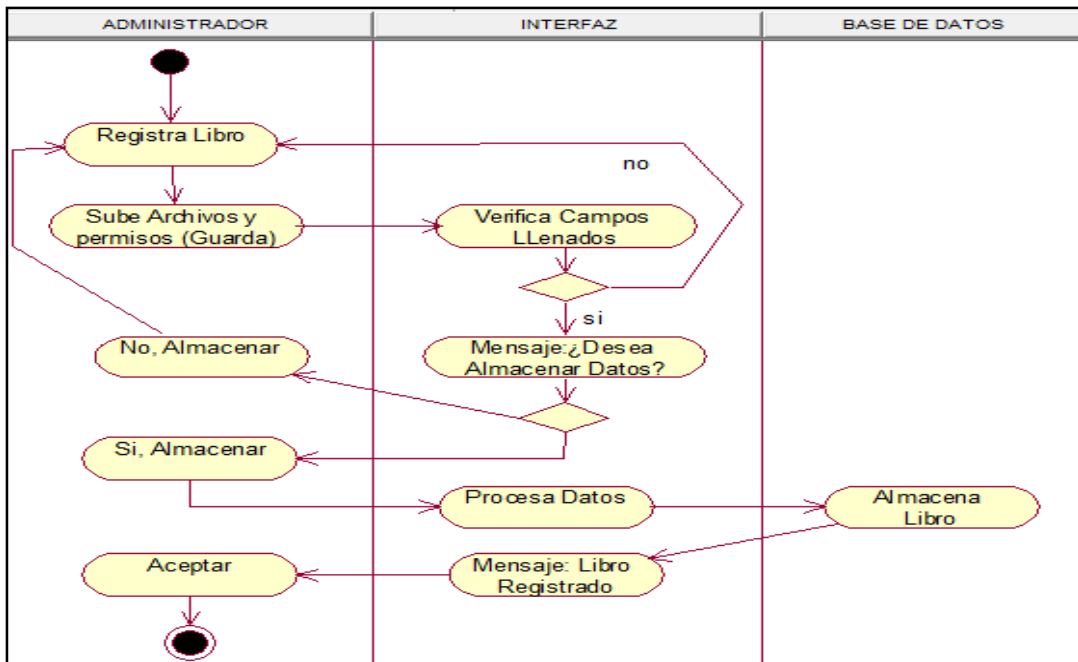 ADMINISTRADOR
INTERFAZ
BASE DE DATOS
Registra Libro
no
Sube Archivos y
permisos (Guarda)
Verifica Campos
LLenados
si
No, Almacenar
Mensaje:¿Desea
Almacenar Datos?
Si, Almacenar
Procesa Datos
Almacena
Libro
Aceptar
Mensaje: Libro
Registrado